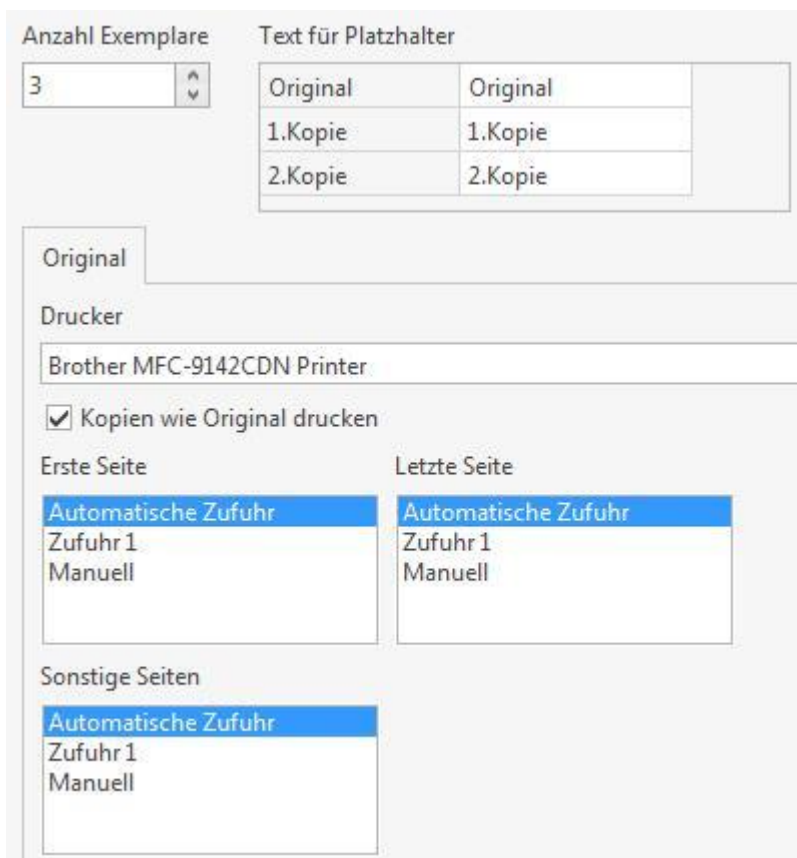 Anzahl Exemplare Text für Platzhalter
3 Original Original
1.Kopie 1.Kopie
2.Kopie 2.Kopie
Original
Drucker
Brother MFC-9142CDN Printer
Kopien wie Original drucken
Erste Seite Letzte Seite
Automatische Zufuhr Automatische Zufuhr
Zufuhr 1 Zufuhr 1
Manuell Manuell
Sonstige Seiten
Automatische Zufuhr
Zufuhr 1
Manuell